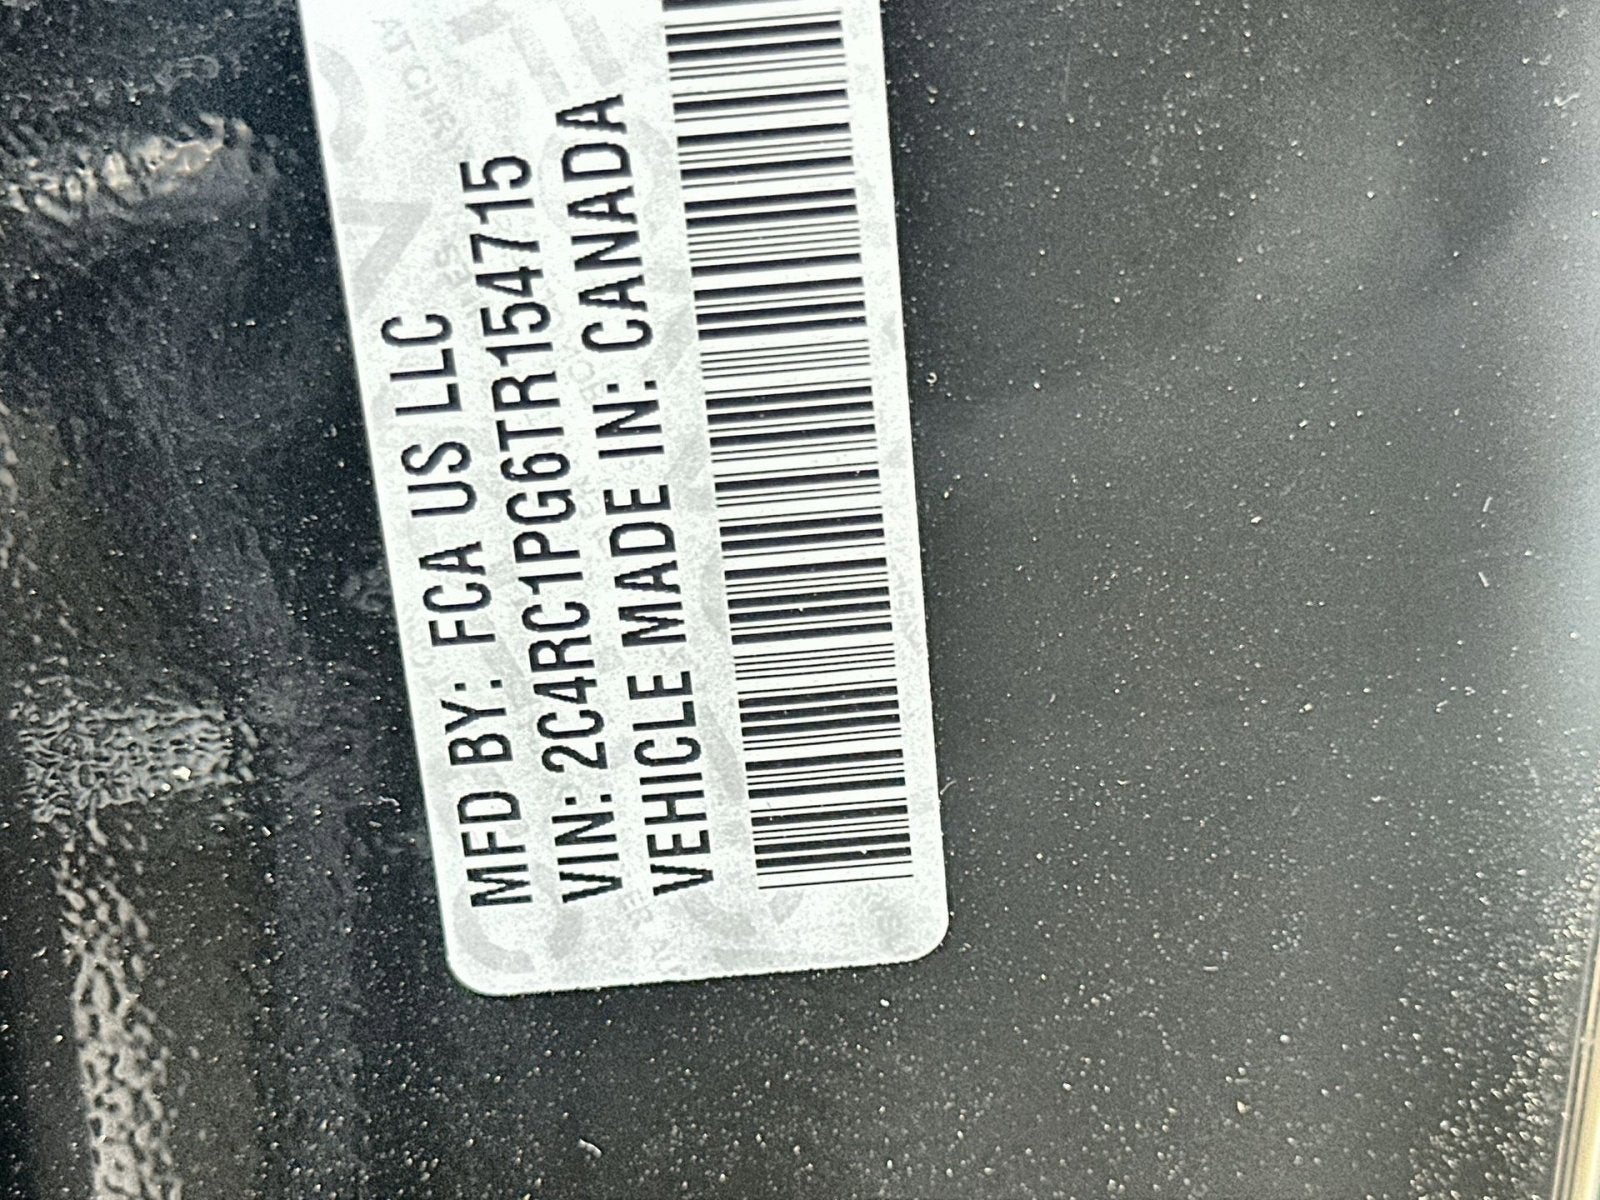 MFD BY: FCA US LLC
VIN: 2C4RC1PG6TR154715
VEHICLE MADE IN: CANADA